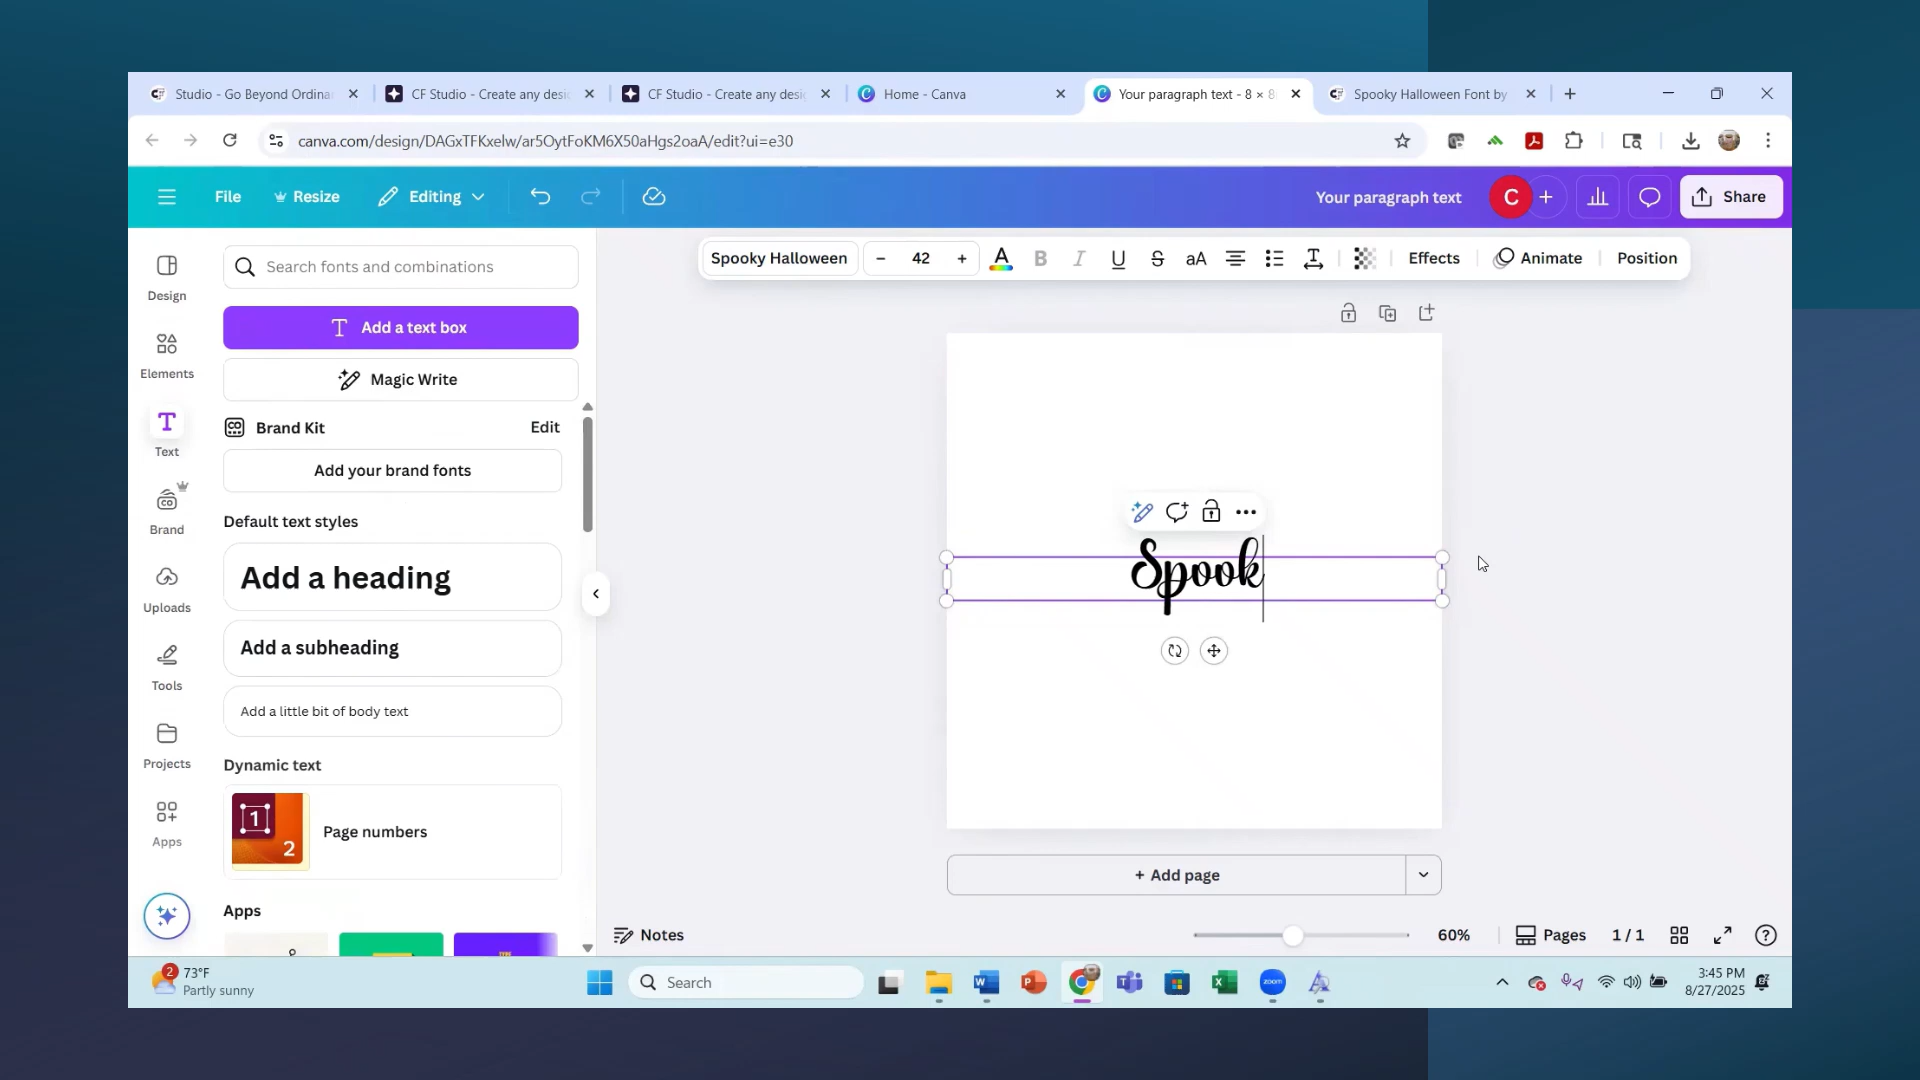 Studio - Go Beyond Ordina
CF Studio - Create any desi
CF Studio - Create any desi
Home - Canva
Your paragraph text - 8 × 8
Spooky Halloween Font by
canva.com/design/DAGxTFKxelw/ar5OytFoKM6X50aHgs2oaA/edit?ui=e30
File
Resize
Editing
Your paragraph text
C
Share
Design
Elements
Text
Brand
Uploads
Tools
Projects
Apps
Search fonts and combinations
Add a text box
Magic Write
Brand Kit
Edit
Add your brand fonts
Default text styles
Add a heading
Add a subheading
Add a little bit of body text
Dynamic text
1
2
Page numbers
Apps
Spooky Halloween
- 42 +
A B I U S aA
Effects
Animate
Position
Spook
+ Add page
Notes
60%
Pages
1 / 1
2
73°F
Partly sunny
Search
zoom
3:45 PM
8/27/2025